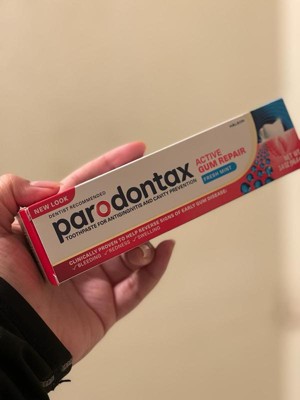 NEW LOOK
DENTIST RECOMMENDED
parodontax
TOOTHPASTE FOR ANTIGINGIVITIS AND CAVITY PREVENTION
ACTIVE
GUM REPAIR
FRESH MINT
CLINICALLY PROVEN TO HELP REVERSE SIGNS OF EARLY GUM DISEASE:
✓BLEEDING ✓REDNESS ✓SWELLING